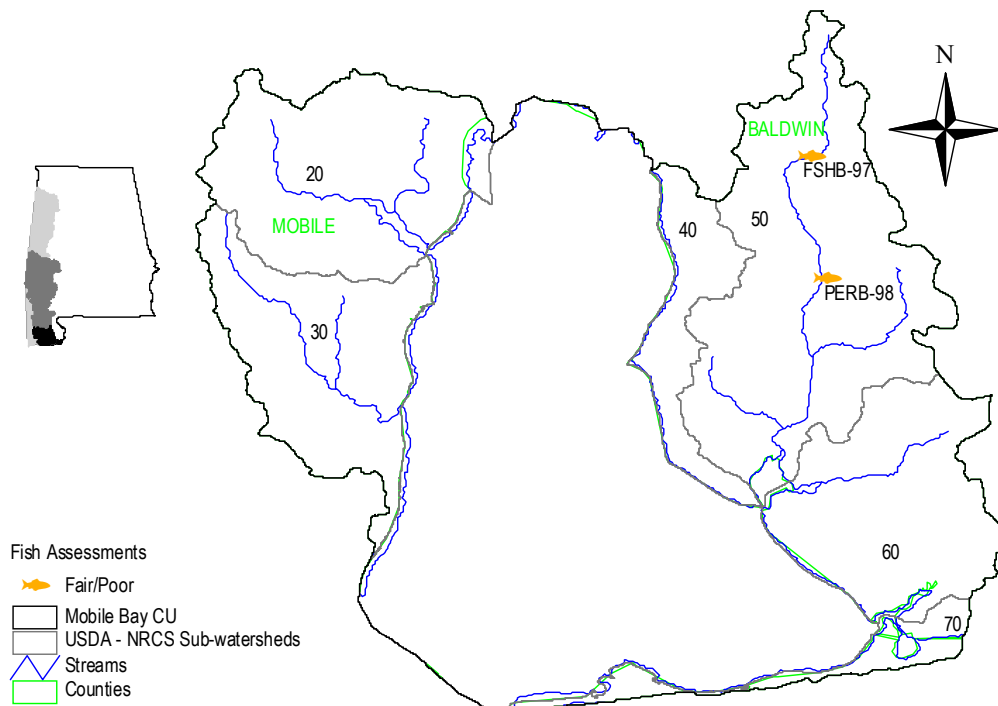 N
BALDWIN
FSHB-97
20
MOBILE
40
50
PERB-98
30
60
70
Fish Assessments
Fair/Poor
Mobile Bay CU
USDA - NRCS Sub-watersheds
Streams
Counties